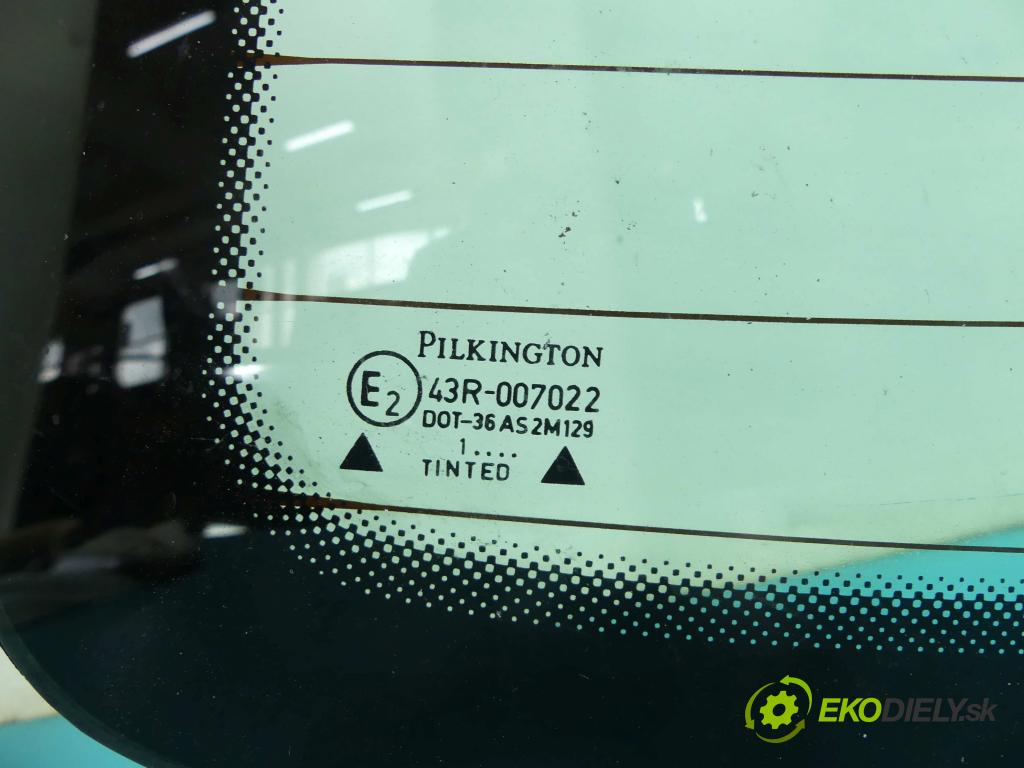 PILKINGTON
E2 43R-007022
DOT-36 AS2M129
1....
TINTED
EKODIELY.sk